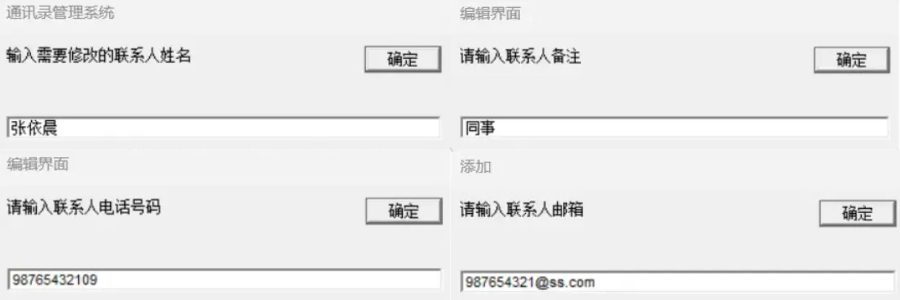 通讯录管理系统
输入需要修改的联系人姓名
确定
张依晨
编辑界面
请输入联系人备注
确定
同事
编辑界面
请输入联系人电话号码
确定
98765432109
添加
请输入联系人邮箱
确定
987654321@ss.com